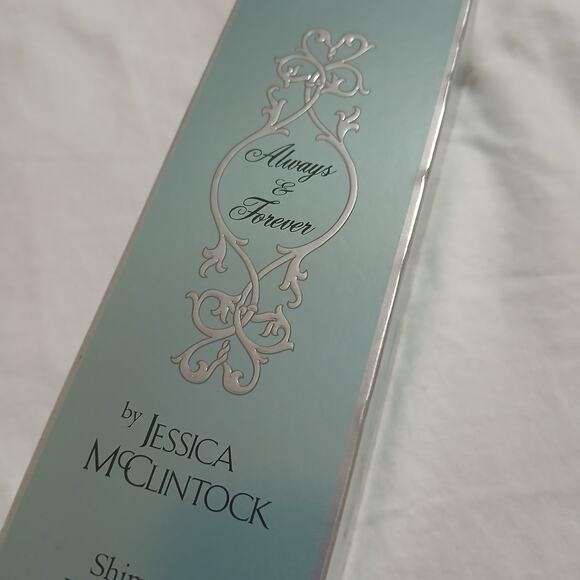 Always
&
Forever
by JESSICA
MCCLINTOCK